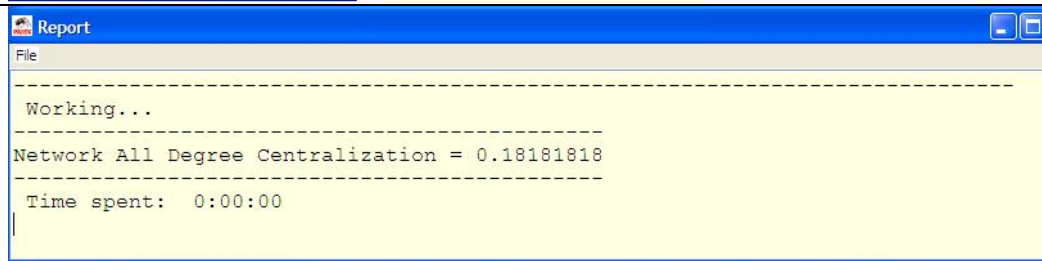 Report
File
------------------------------------------------------------------------------
Working...
----------------------------------------------
Network All Degree Centralization = 0.18181818
----------------------------------------------
Time spent:  0:00:00